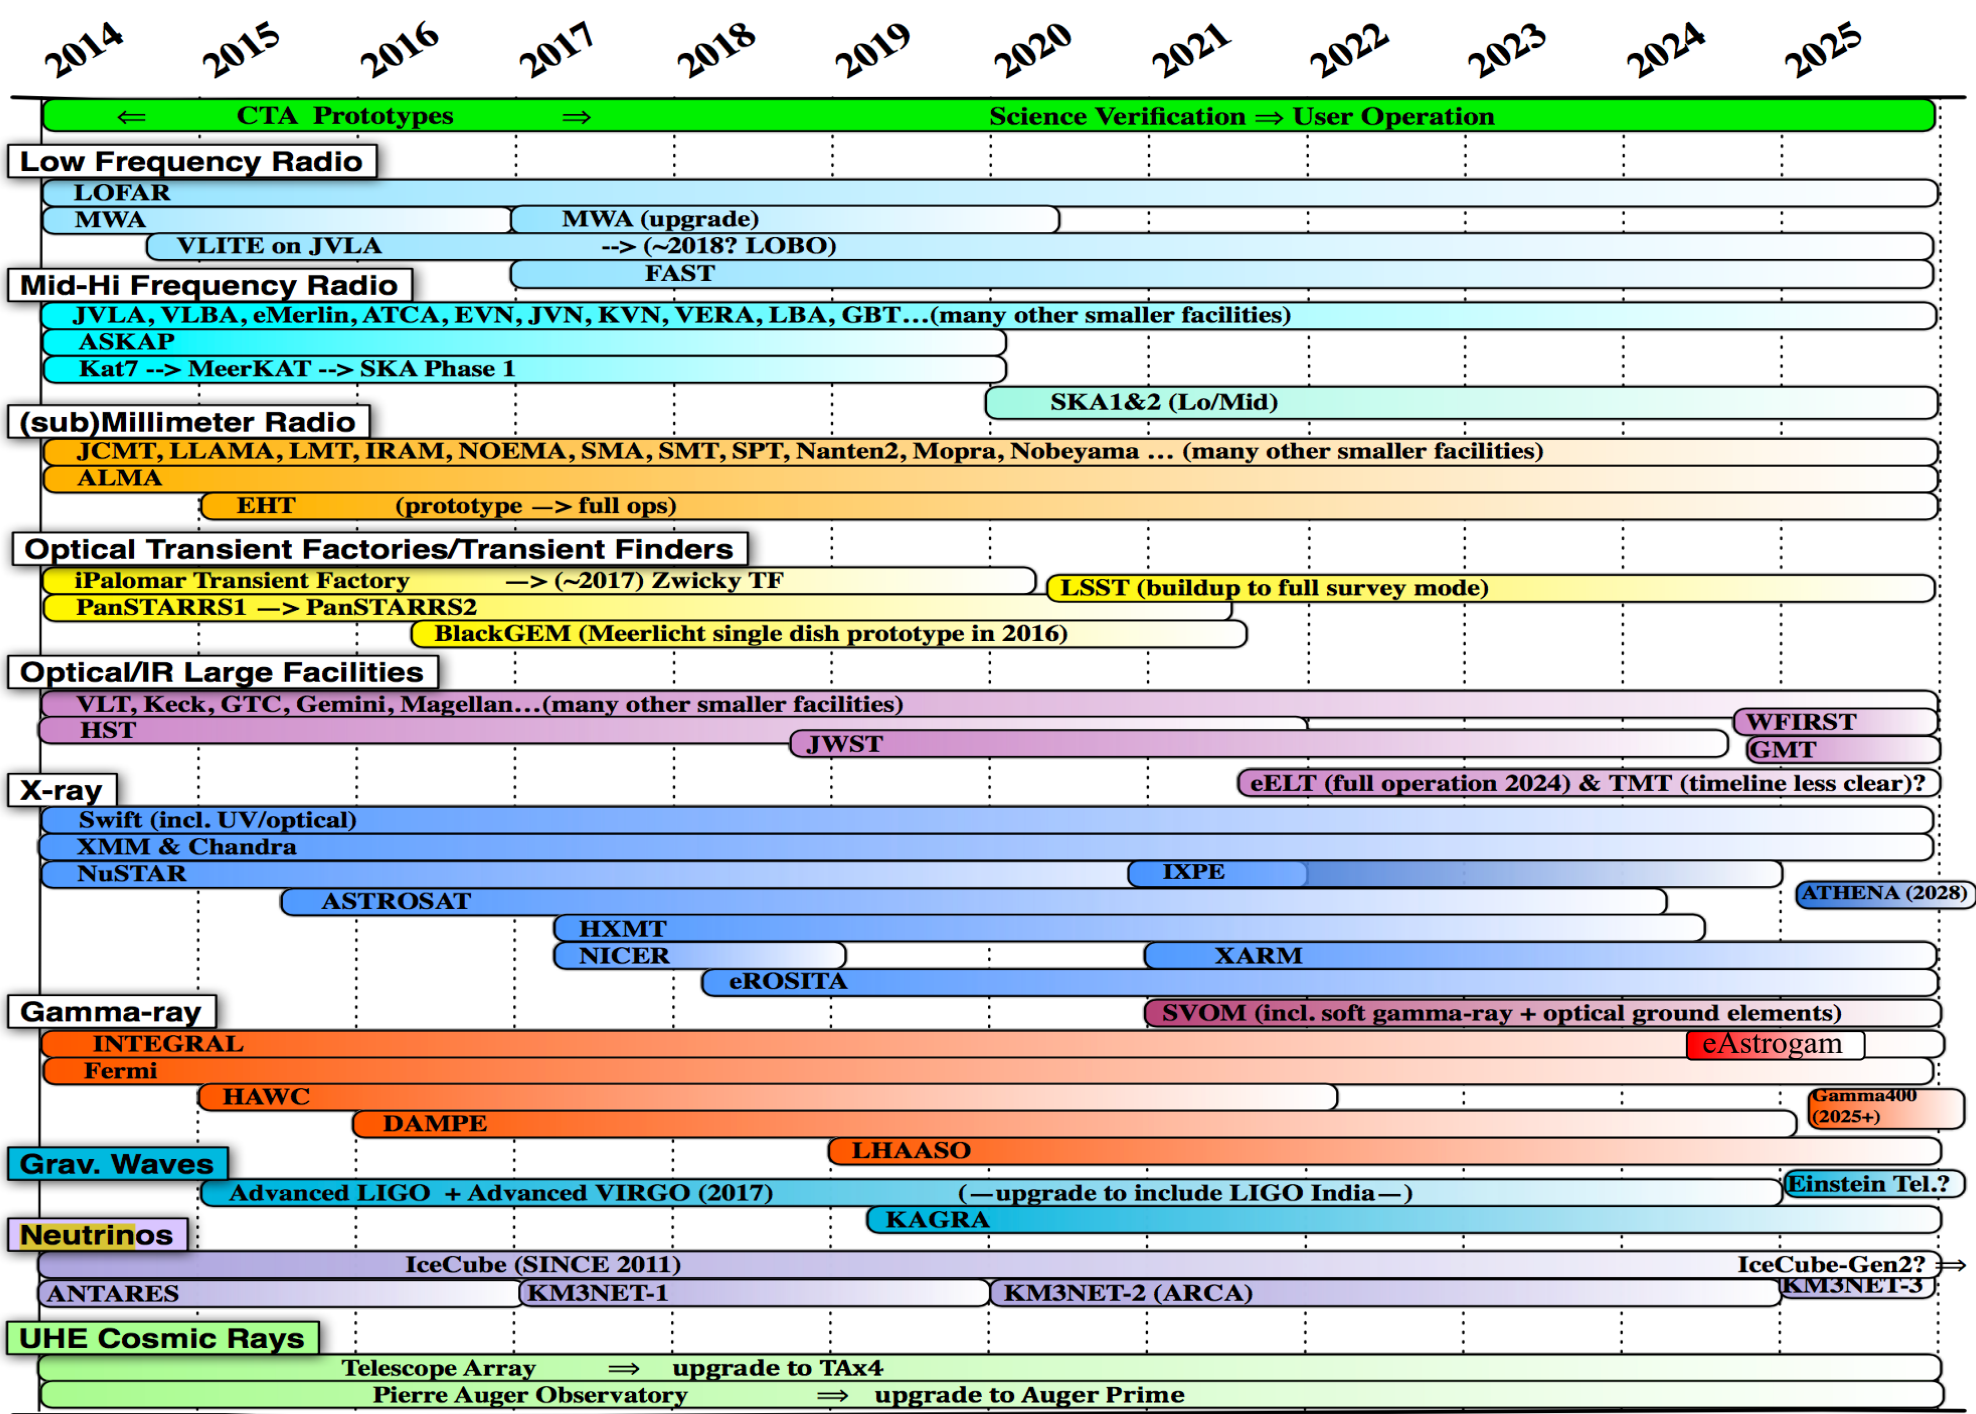 2014 2015 2016 2017 2018 2019 2020 2021 2022 2023 2024 2025
⇐ CTA Prototypes ⇒ Science Verification ⇒ User Operation
Low Frequency Radio
LOFAR
MWA MWA (upgrade)
VLITE on JVLA --> (~2018? LOBO)
FAST
Mid-Hi Frequency Radio
JVLA, VLBA, eMerlin, ATCA, EVN, JVN, KVN, VERA, LBA, GBT...(many other smaller facilities)
ASKAP
Kat7 --> MeerKAT --> SKA Phase 1
SKA1&2 (Lo/Mid)
(sub)Millimeter Radio
JCMT, LLAMA, LMT, IRAM, NOEMA, SMA, SMT, SPT, Nanten2, Mopra, Nobeyama ... (many other smaller facilities)
ALMA
EHT (prototype —> full ops)
Optical Transient Factories/Transient Finders
iPalomar Transient Factory —> (~2017) Zwicky TF
LSST (buildup to full survey mode)
PanSTARRS1 —> PanSTARRS2
BlackGEM (Meerlicht single dish prototype in 2016)
Optical/IR Large Facilities
VLT, Keck, GTC, Gemini, Magellan...(many other smaller facilities)
WFIRST
HST
JWST
GMT
eELT (full operation 2024) & TMT (timeline less clear)?
X-ray
Swift (incl. UV/optical)
XMM & Chandra
NuSTAR IXPE
ATHENA (2028)
ASTROSAT
HXMT
NICER XARM
eROSITA
Gamma-ray
SVOM (incl. soft gamma-ray + optical ground elements)
INTEGRAL eAstrogam
Fermi
HAWC
Gamma400
(2025+)
DAMPE
LHAASO
Grav. Waves
Advanced LIGO + Advanced VIRGO (2017) (—upgrade to include LIGO India—)
Einstein Tel.?
KAGRA
Neutrinos
IceCube (SINCE 2011) IceCube-Gen2? ⇒
ANTARES KM3NET-1 KM3NET-2 (ARCA) KM3NET-3
UHE Cosmic Rays
Telescope Array ⇒ upgrade to TAx4
Pierre Auger Observatory ⇒ upgrade to Auger Prime